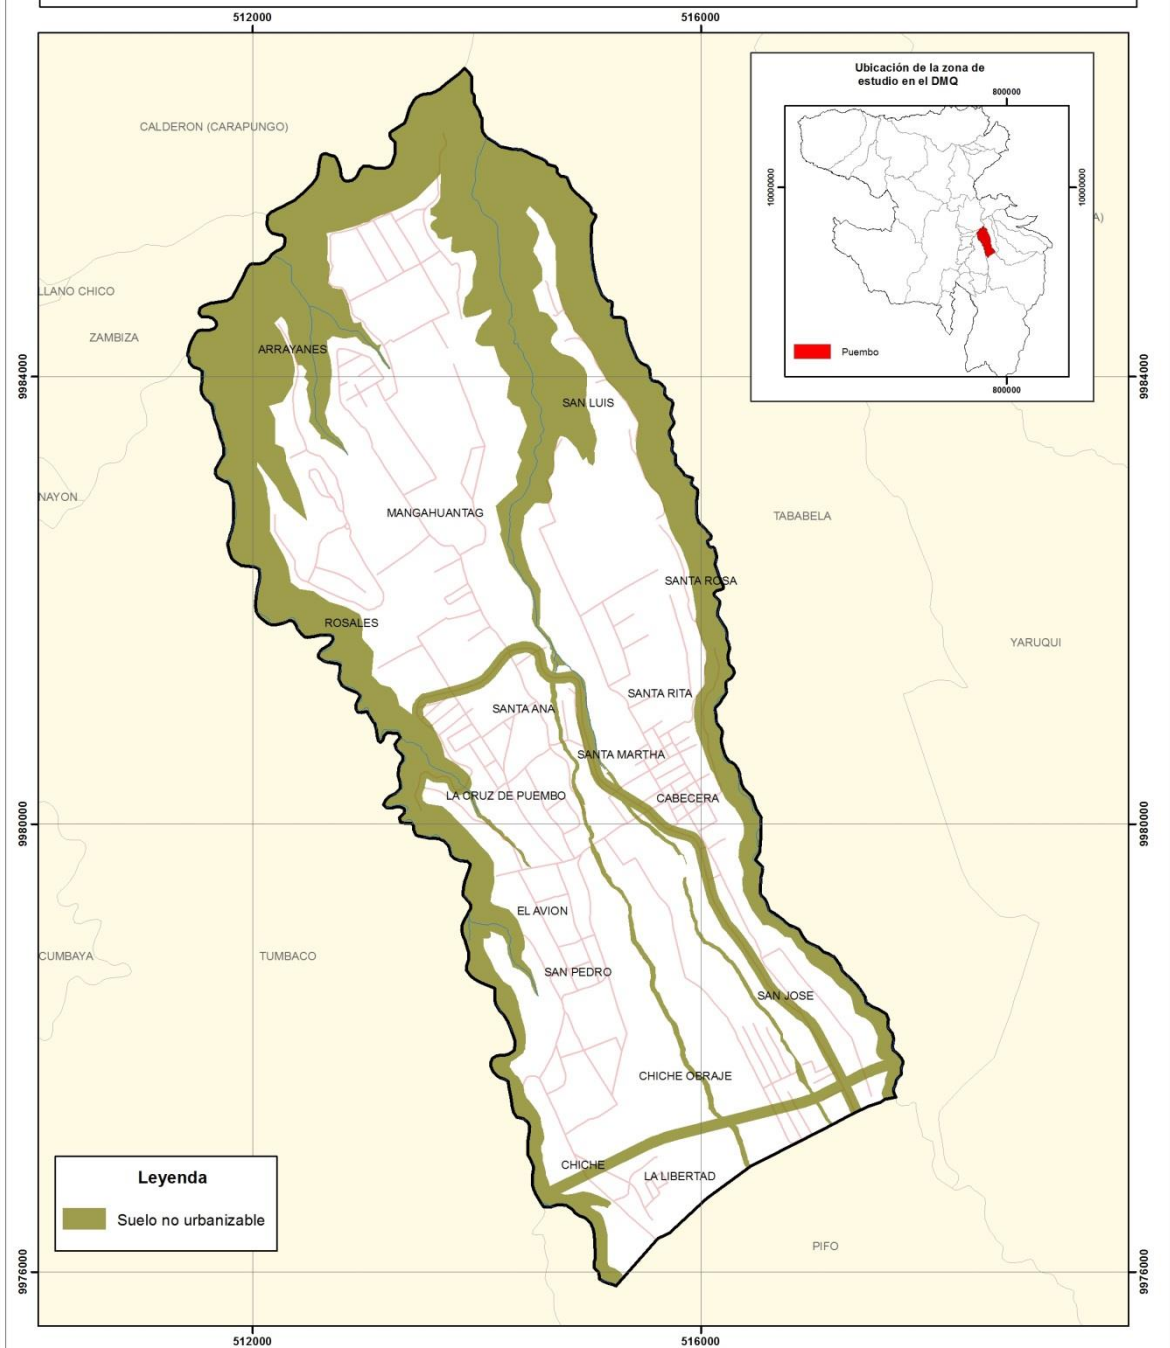 512000
516000
Ubicación de la zona de
estudio en el DMQ
800000
10000000
10000000
Puembo
800000
CALDERON (CARAPUNGO)
A)
LLANO CHICO
ZAMBIZA
ARRAYANES
9984000
9984000
SAN LUIS
NAYON
MANGAHUANTAG
TABABELA
SANTA ROSA
ROSALES
YARUQUI
SANTA RITA
SANTA ANA
SANTA MARTHA
LA CRUZ DE PUEMBO
CABECERA
9980000
9980000
EL AVION
CUMBAYA
TUMBACO
SAN PEDRO
SAN JOSE
CHICHE OBRAJE
CHICHE
LA LIBERTAD
Leyenda
Suelo no urbanizable
PIFO
9976000
9976000
512000
516000